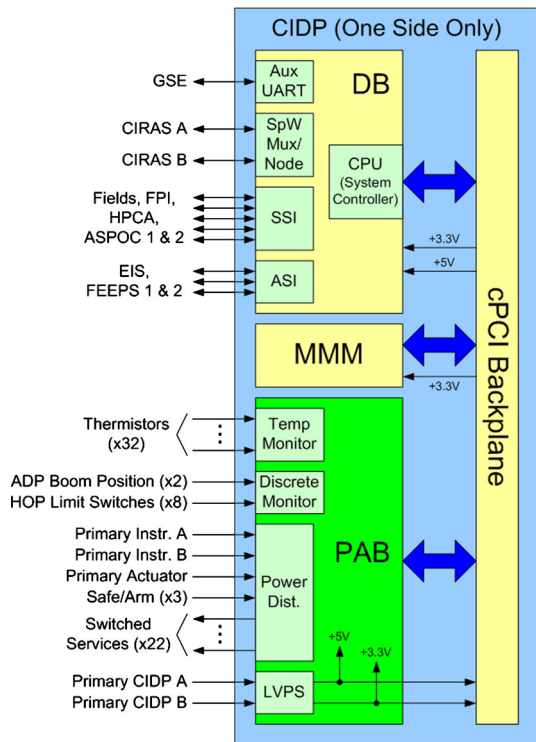 CIDP (One Side Only)
GSE
Aux
UART
DB
CIRAS A
CIRAS B
SpW
Mux/
Node
CPU
(System
Controller)
Fields, FPI,
HPCA,
ASPOC 1 & 2
SSI
+3.3V
+5V
EIS,
FEEPS 1 & 2
ASI
cPCI Backplane
MMM
+3.3V
Thermistors
(x32)
Temp
Monitor
ADP Boom Position (x2)
HOP Limit Switches (x8)
Discrete
Monitor
Primary Instr. A
Primary Instr. B
Primary Actuator
Safe/Arm (x3)
Switched
Services (x22)
Power
Dist.
PAB
+5V
+3.3V
Primary CIDP A
Primary CIDP B
LVPS